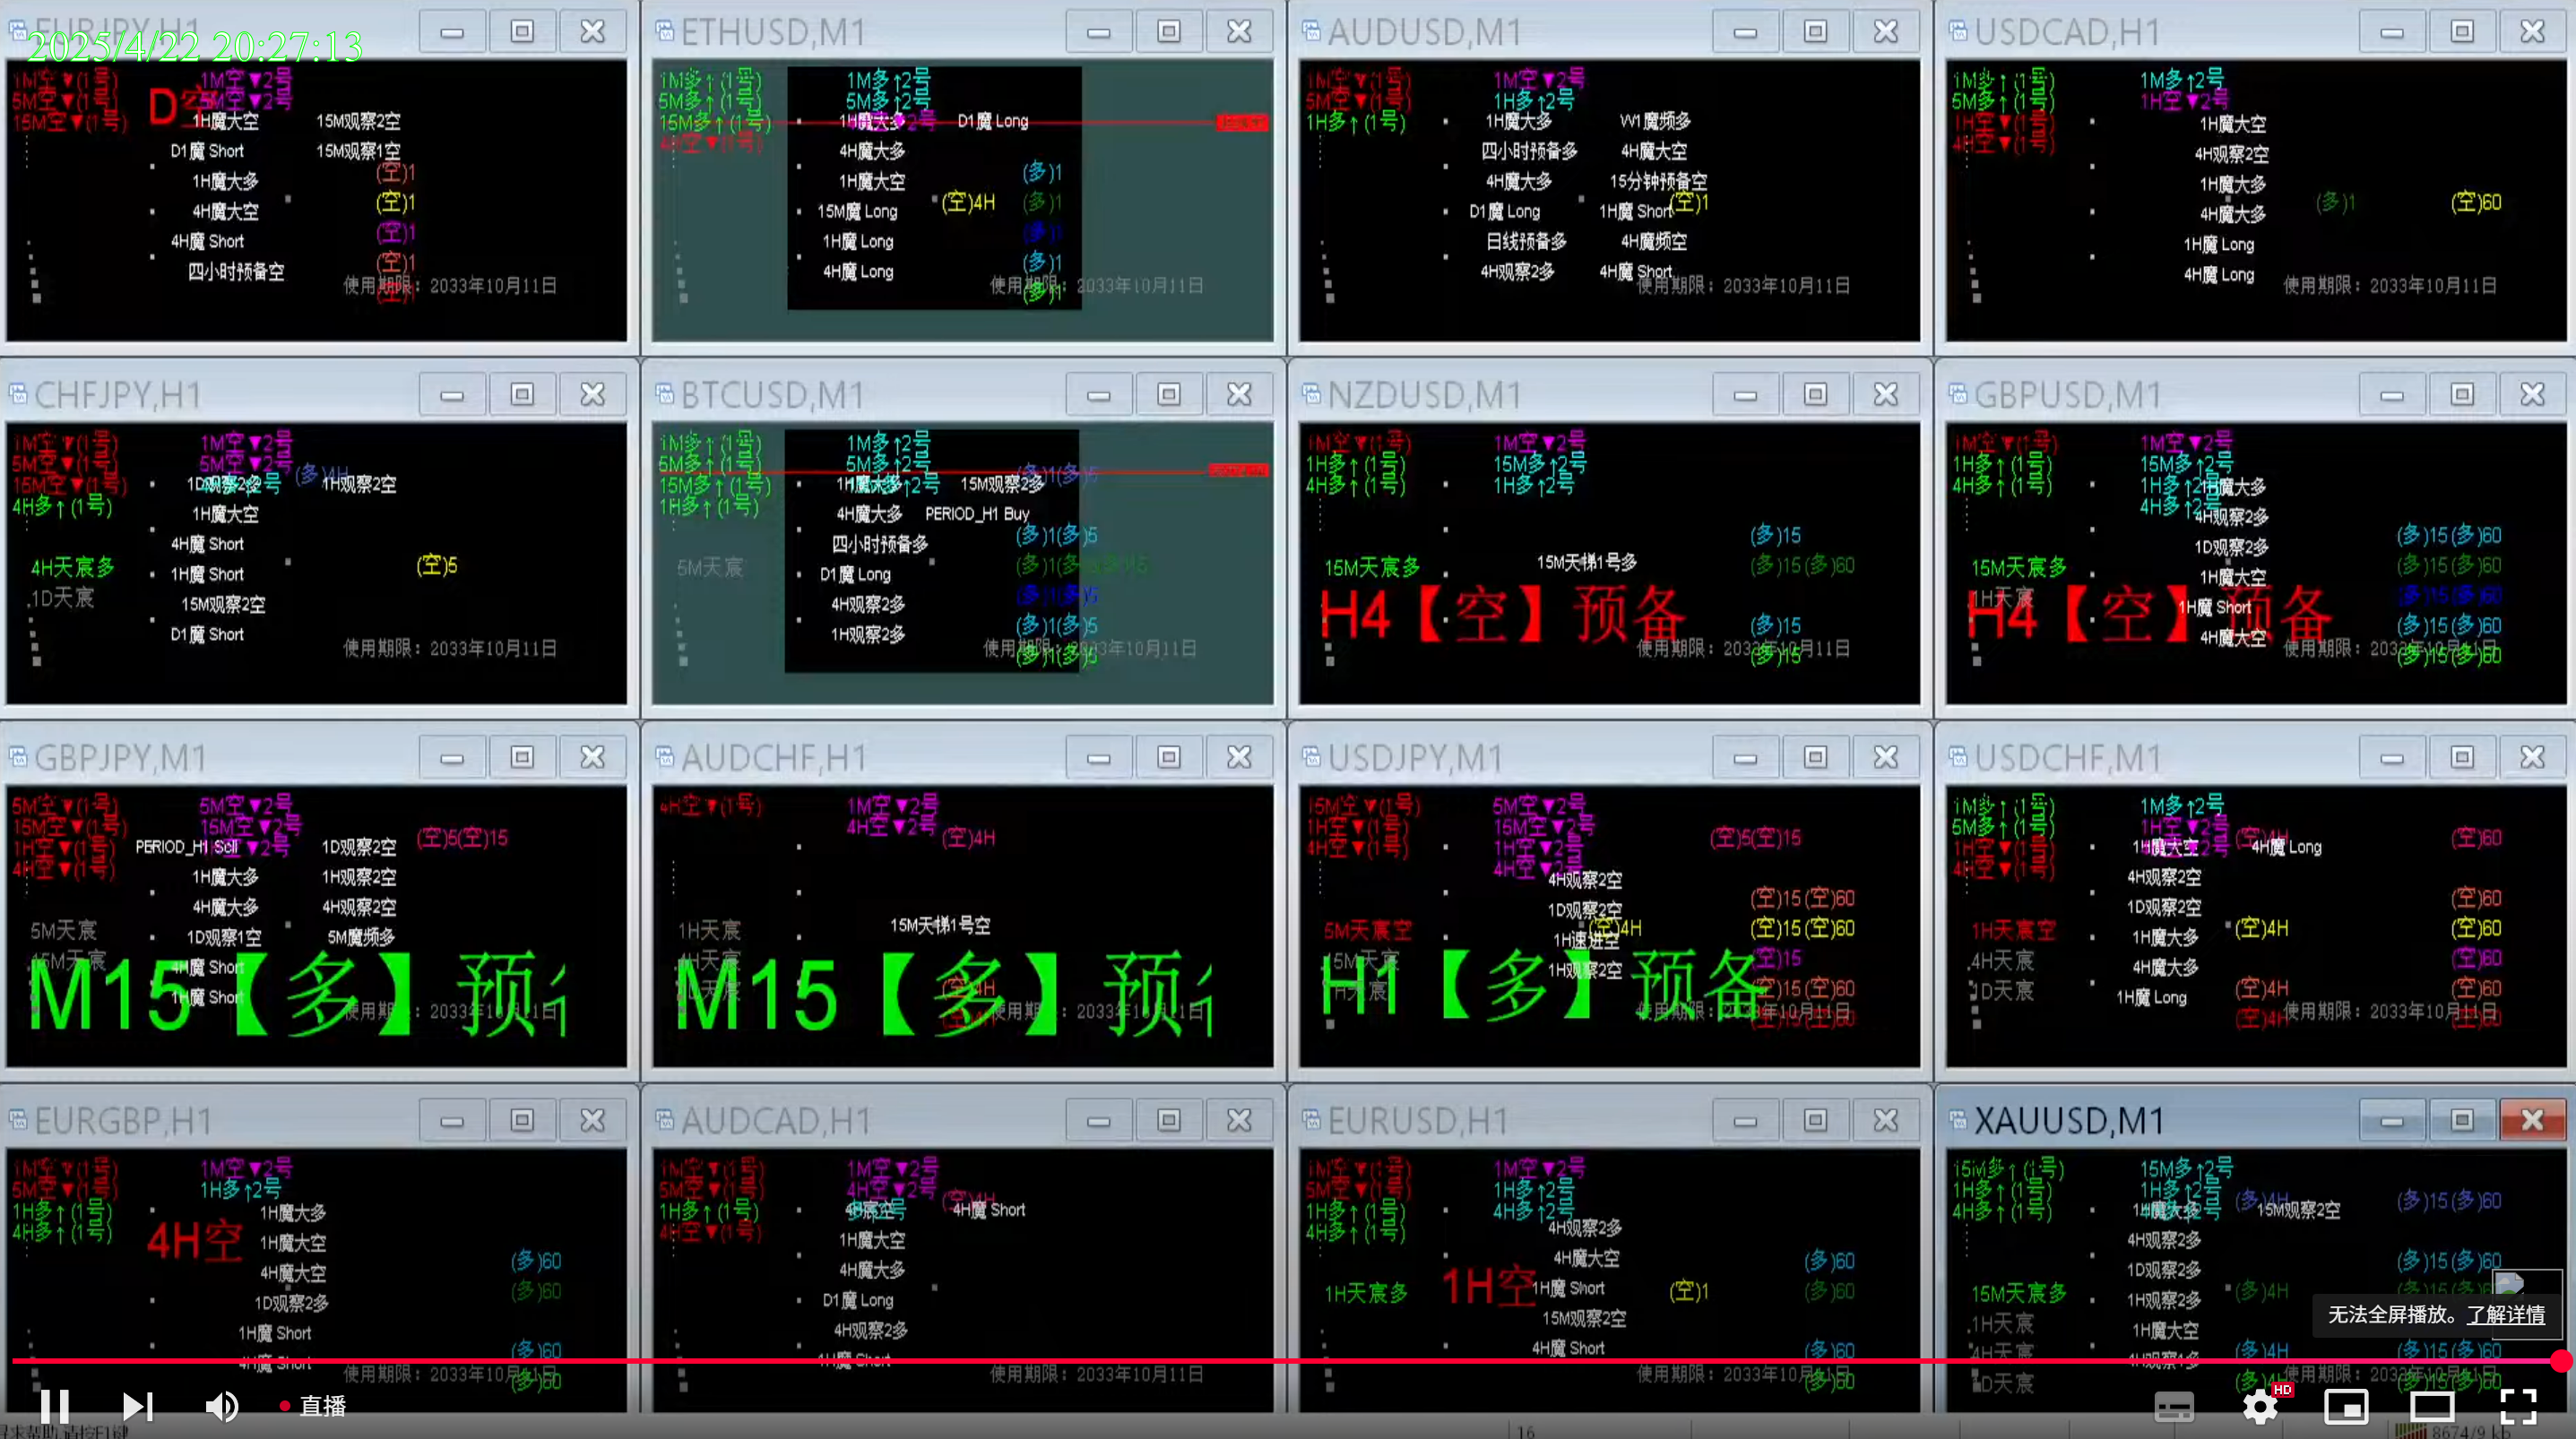 2025/4/22 20:27:13
EURJPY,H1
1M空▼(1号)
1M空▼2号
5M空▼(1号)
5M空▼2号
15M空▼(1号)
1H魔大空
15M观察2空
D1魔 Short
15M观察1空
(空)1
1H魔大多
(空)1
4H魔大空
(空)1
4H魔 Short
(空)1
四小时预备空
使用期限：2033年10月11日
ETHUSD,M1
1M多↑(1号)
1M多↑2号
5M多↑(1号)
5M多↑2号
15M多↑(1号)
1H魔大多
D1魔 Long
4H空▼(1号)
4H魔大多
(多)1
1H魔大空
(空)4H
(多)1
15M魔 Long
(多)1
1H魔 Long
(多)1
4H魔 Long
使用期限：2033年10月11日
(多)1
AUDUSD,M1
1M空▼(1号)
1M空▼2号
5M空▼(1号)
1H多↑2号
1H多↑(1号)
1H魔大多
W1魔频多
四小时预备多
4H魔大空
4H魔大多
15分钟预备空
(空)1
D1魔 Long
1H魔 Short
日线预备多
4H魔频空
4H观察2多
4H魔 Short
使用期限：2033年10月11日
USDCAD,H1
1M多↑(1号)
1M多↑2号
5M多↑(1号)
1H空▼2号
1H空▼(1号)
1H魔大空
4H空▼(1号)
4H观察2空
1H魔大多
(多)1
(空)60
4H魔大多
1H魔 Long
4H魔 Long
使用期限：2033年10月11日
CHFJPY,H1
1M空▼(1号)
1M空▼2号
5M空▼(1号)
5M空▼2号
(多)4H
15M空▼(1号)
1D观察2多
1H观察2空
4H多↑(1号)
1H魔大空
4H魔 Short
4H天宸多
1H魔 Short
(空)5
1D天宸
15M观察2空
D1魔 Short
使用期限：2033年10月11日
BTCUSD,M1
1M多↑(1号)
1M多↑2号
5M多↑(1号)
5M多↑2号
(多)1(多)5
15M多↑(1号)
1H魔大多
15M观察2多
1H多↑(1号)
4H魔大多
PERIOD_H1 Buy
(多)1(多)5
四小时预备多
5M天宸
D1魔 Long
4H观察2多
(多)1(多)5
1H观察2多
(多)1(多)5
使用期限：2033年10月11日
(多)1(多)5
NZDUSD,M1
1M空▼(1号)
1M空▼2号
1H多↑(1号)
15M多↑2号
4H多↑(1号)
1H多↑2号
(多)15
15M天宸多
15M天梯1号多
(多)15(多)60
H4【空】预备
(多)15
使用期限：2033年10月11日
(多)15
GBPUSD,M1
1M空▼(1号)
1M空▼2号
1H多↑(1号)
15M多↑2号
4H多↑(1号)
1H多↑2号
1H魔大多
4H多↑2号
4H观察2多
(多)15(多)60
1D观察2多
15M天宸多
1H魔大空
(多)15(多)60
1H天宸
(多)15(多)60
H4【空】预备
1H魔 Short
(多)15(多)60
4H魔大空
使用期限：2033年10月11日
(多)15(多)60
GBPJPY,M1
5M空▼(1号)
5M空▼2号
15M空▼(1号)
15M空▼2号
(空)5(空)15
1H空▼(1号)
PERIOD_H1 Sell
1H空▼2号
1D观察2空
4H空▼(1号)
1H魔大多
1H观察2空
4H魔大多
4H观察2空
5M天宸
1D观察1空
5M魔频多
15M天宸
4H魔 Short
M15【多】预
1H魔 Short
使用期限：2033年10月11日
AUDCHF,H1
4H空▼(1号)
1M空▼2号
4H空▼2号
(空)4H
1H天宸
15M天梯1号空
4H天宸
1D天宸
M15【多】预
(空)4H
使用期限：2033年10月11日
(空)4H
USDJPY,M1
15M空▼(1号)
5M空▼2号
1H空▼(1号)
15M空▼2号
(空)5(空)15
4H空▼(1号)
1H空▼2号
4H空▼2号
4H观察2空
(空)15(空)60
1D观察2空
5M天宸空
(空)4H
(空)15(空)60
1H速进空
15M天宸
(空)15
1H观察2空
1H天宸
H1【多】预备
(空)15(空)60
使用期限：2033年10月11日
(空)15(空)60
USDCHF,M1
1M多↑(1号)
1M多↑2号
5M多↑(1号)
1H空▼2号
(空)4H
(空)60
1H空▼(1号)
1H魔大空
4H魔 Long
4H空▼(1号)
4H观察2空
(空)60
1D观察2空
1H天宸空
1H魔大多
(空)4H
(空)60
4H天宸
4H魔大多
(空)60
1D天宸
1H魔 Long
(空)4H
(空)60
(空)4H
使用期限：2033年10月11日
(空)60
EURGBP,H1
1M空▼(1号)
1M空▼2号
5M空▼(1号)
1H多↑2号
1H多↑(1号)
1H魔大多
4H多↑(1号)
4H空
1H魔大空
(多)60
4H魔大空
(多)60
1D观察2多
1H魔 Short
(多)60
4H魔 Short
使用期限：2033年10月11日
(多)60
AUDCAD,H1
1M空▼(1号)
1M空▼2号
5M空▼(1号)
4H空▼2号
(空)4H
1H多↑(1号)
4H魔 Short
4H空▼(1号)
1H魔大空
4H魔大多
D1魔 Long
4H观察2多
1H魔 Short
使用期限：2033年10月11日
EURUSD,H1
1M空▼(1号)
1M空▼2号
5M空▼(1号)
1H多↑2号
1H多↑(1号)
4H多↑2号
4H多↑(1号)
4H观察2多
4H魔大空
(多)60
1H天宸多
1H空
1H魔 Short
(空)1
(多)60
15M观察2空
4H魔 Short
(多)60
使用期限：2033年10月11日
(多)60
XAUUSD,M1
15M多↑(1号)
15M多↑2号
1H多↑(1号)
1H多↑2号
(多)4H
(多)15(多)60
4H多↑(1号)
1H魔大多
15M观察2空
4H观察2多
1D观察2多
(多)15(多)60
15M天宸多
1H观察2多
(多)4H
1H天宸
1H魔大空
无法全屏播放。了解详情
4H天宸
(多)4H
(多)15(多)60
1D天宸
使用期限：2033年10月11日
(多)15(多)60
直播
HD
16
8674/9 kb